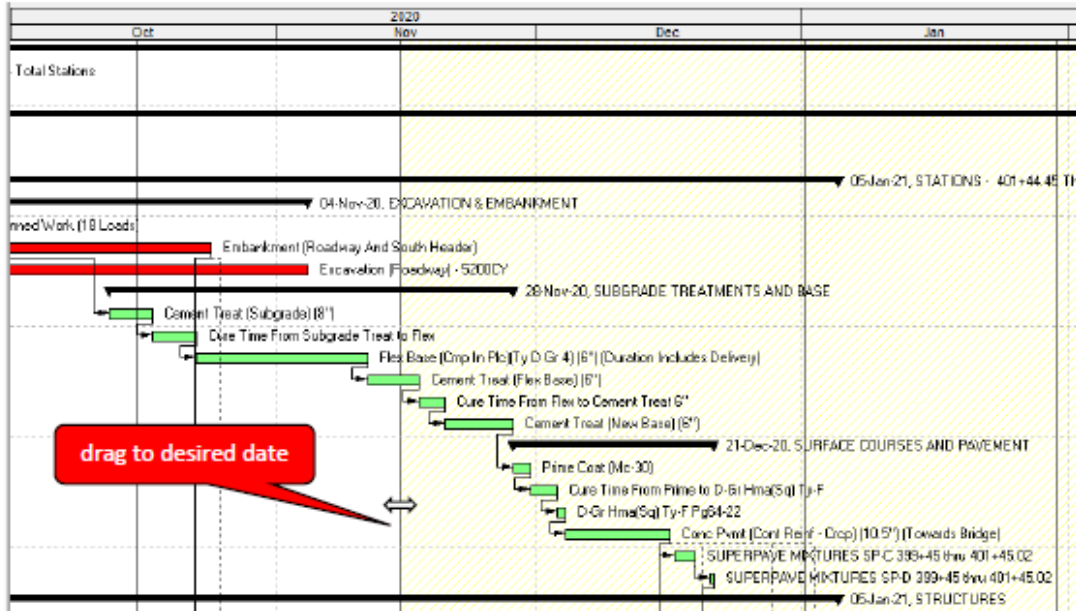 2020
Oct Nov Dec Jan
- Total Stations
05-Jan-21, STATIONS - 401+44.45 Th
04-Nov-20, EXCAVATION & EMBANKMENT
nned Work (18 Loads)
Embankment (Roadway And South Header)
Excavation (Roadway) - 5200CY
28-Nov-20, SUBGRADE TREATMENTS AND BASE
Cement Treat (Subgrade) (8")
Cure Time From Subgrade Treat to Flex
Flex Base (Cmp In Plc)(Ty D Gr 4) (6") (Duration Includes Delivery)
Cement Treat (Flex Base) (6")
Cure Time From Flex to Cement Treat 6"
Cement Treat (New Base) (6")
21-Dec-20, SURFACE COURSES AND PAVEMENT
drag to desired date
Prime Coat (Mc-30)
Cure Time From Prime to D-Gr Hma(Sq) Ty-F
D-Gr Hma(Sq) Ty-F Pg64-22
Conc Pvmt (Cont Reinf - Crcp) (10.5") (Towards Bridge)
SUPERPAVE MIXTURES SP-C 399+45 thru 401+45.02
SUPERPAVE MIXTURES SP-D 399+45 thru 401+45.02
05-Jan-21, STRUCTURES